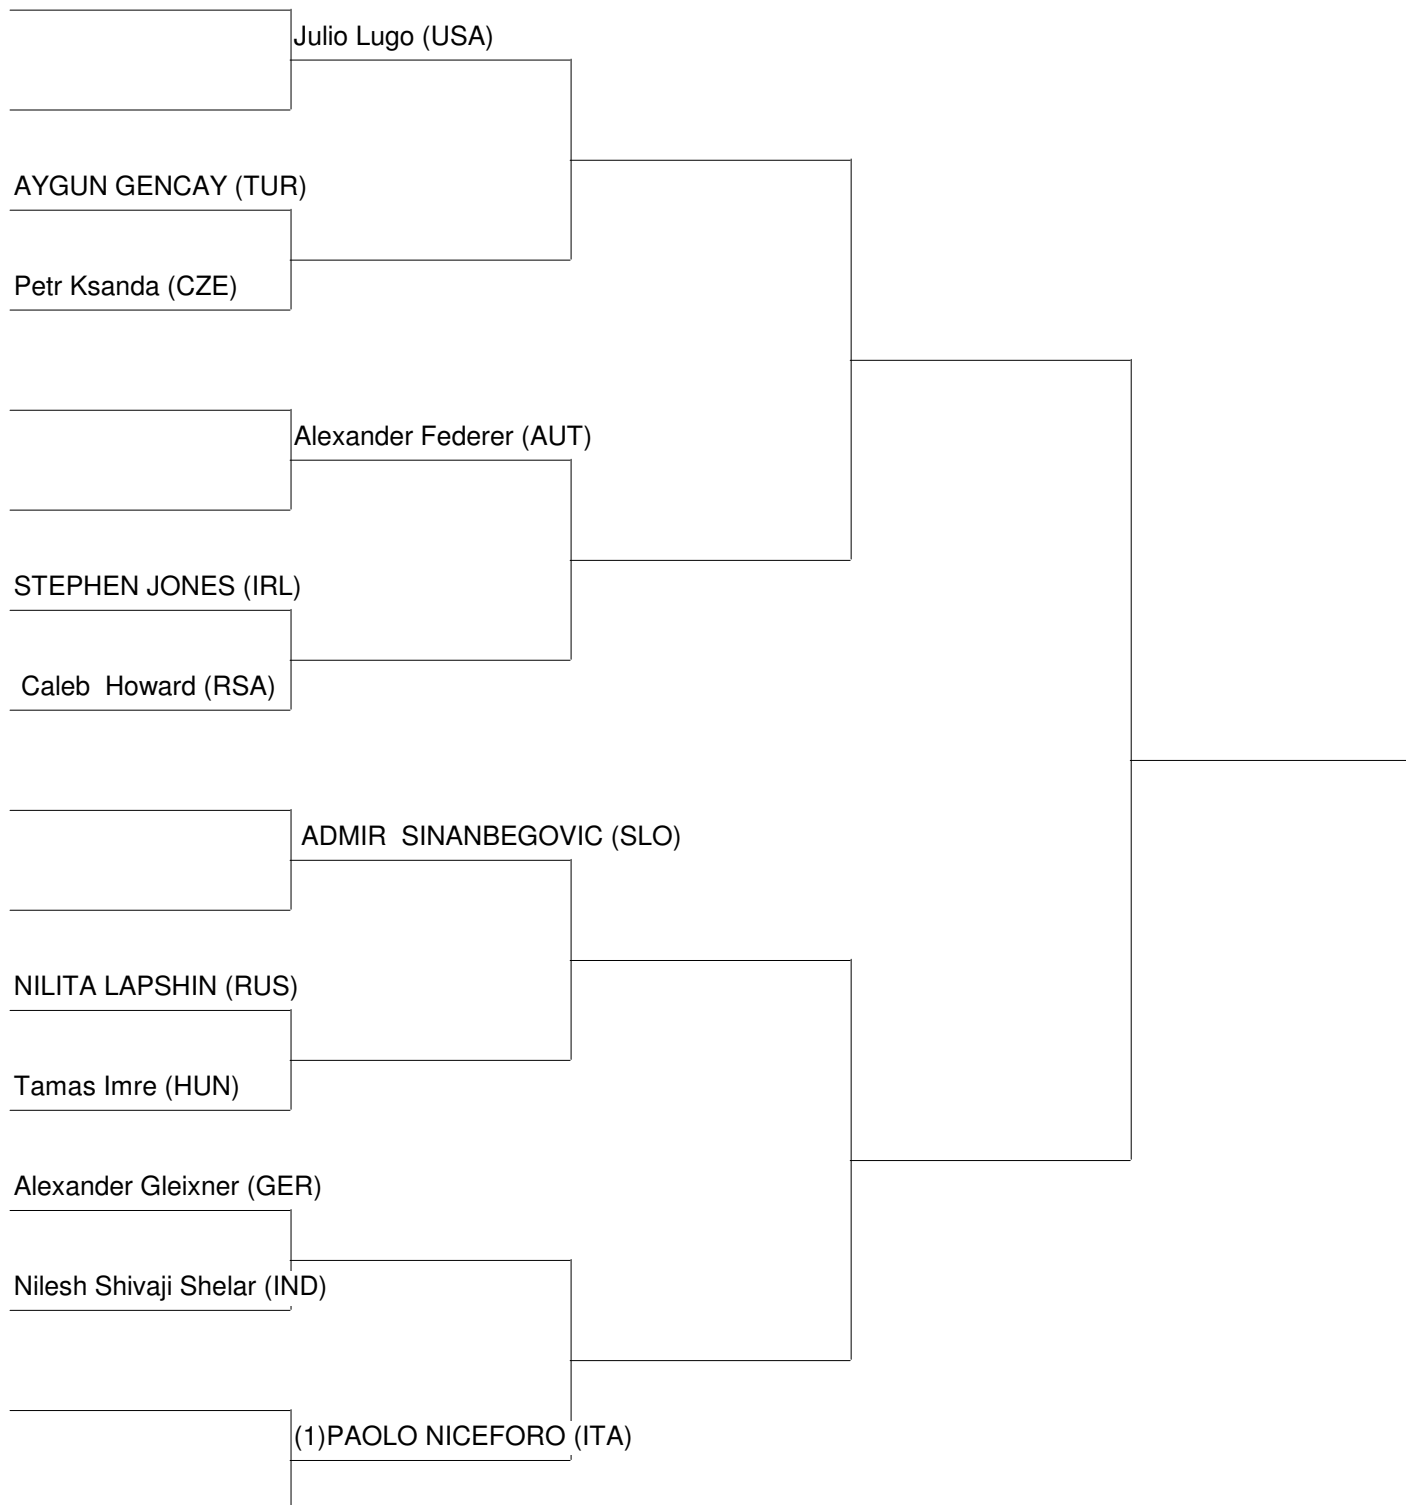 Julio Lugo (USA)
AYGUN GENCAY (TUR)
Petr Ksanda (CZE)
Alexander Federer (AUT)
STEPHEN JONES (IRL)
Caleb  Howard (RSA)
ADMIR  SINANBEGOVIC (SLO)
NILITA LAPSHIN (RUS)
Tamas Imre (HUN)
Alexander Gleixner (GER)
Nilesh Shivaji Shelar (IND)
(1)PAOLO NICEFORO (ITA)